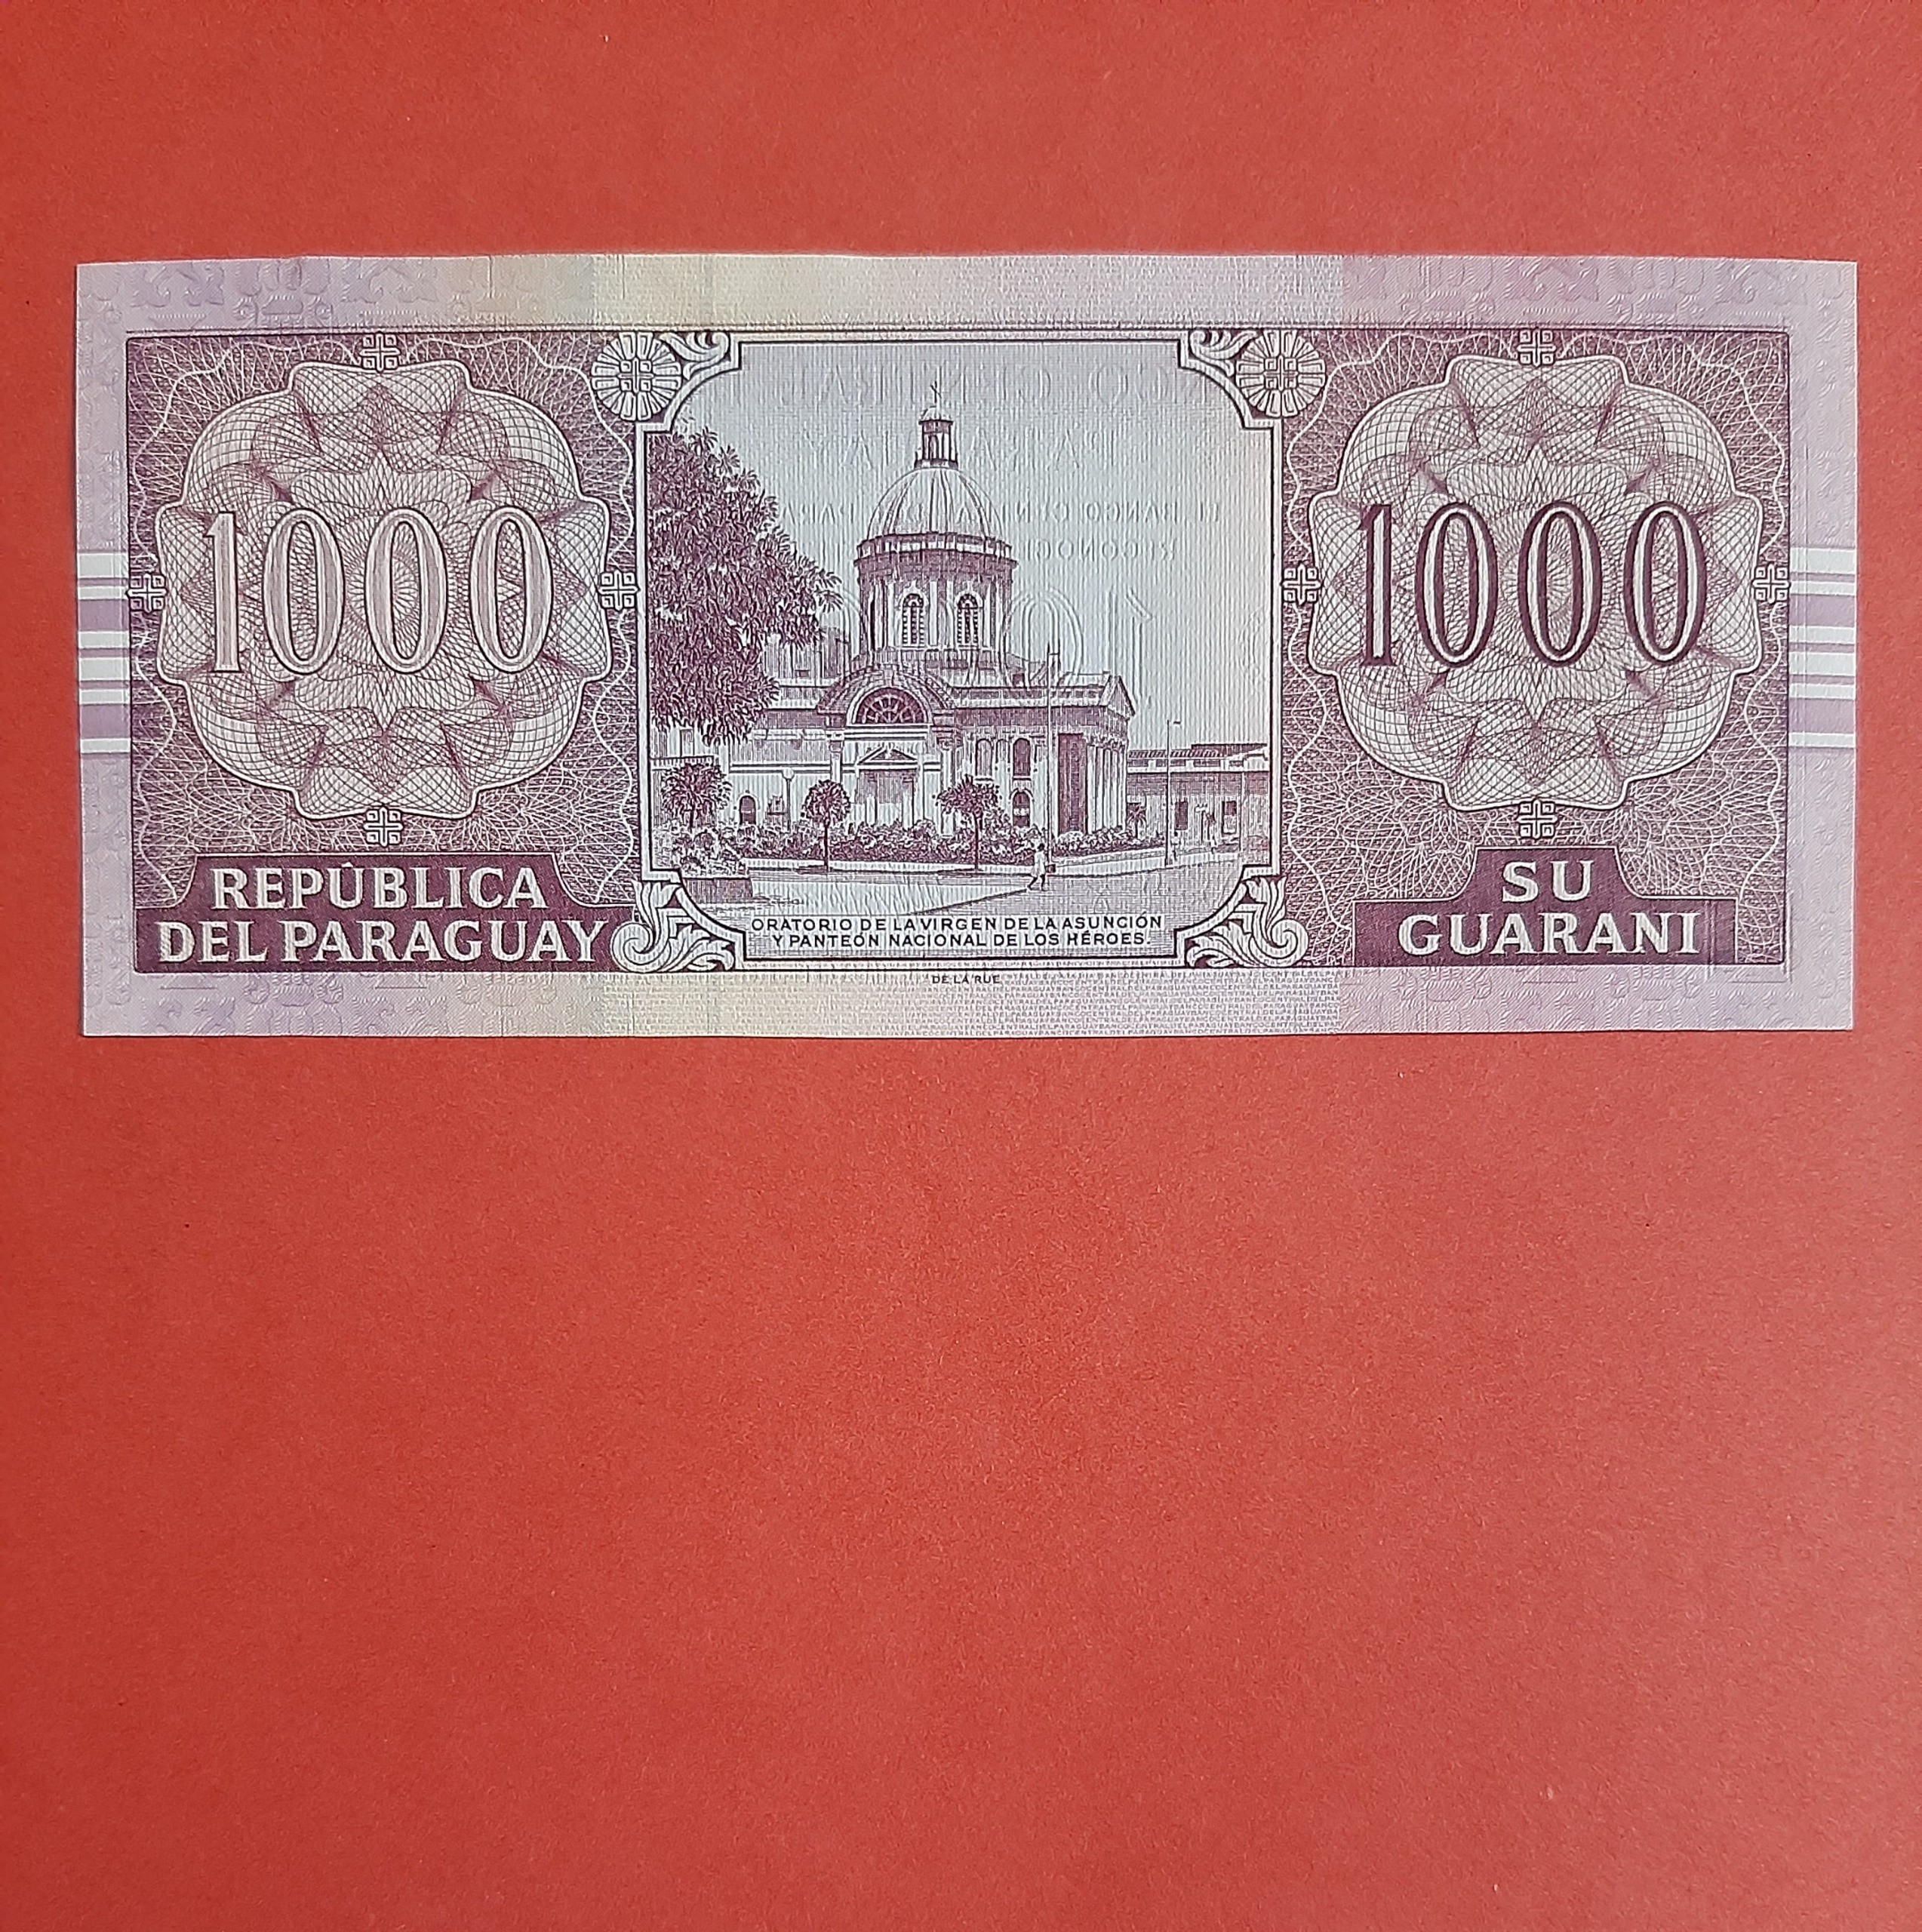 1000
1000
REPÚBLICA
DEL PARAGUAY
ORATORIO DE LA VIRGEN DE LA ASUNCIÓN
Y PANTEÓN NACIONAL DE LOS HÉROES.
SU
GUARANI
DE LA RUE